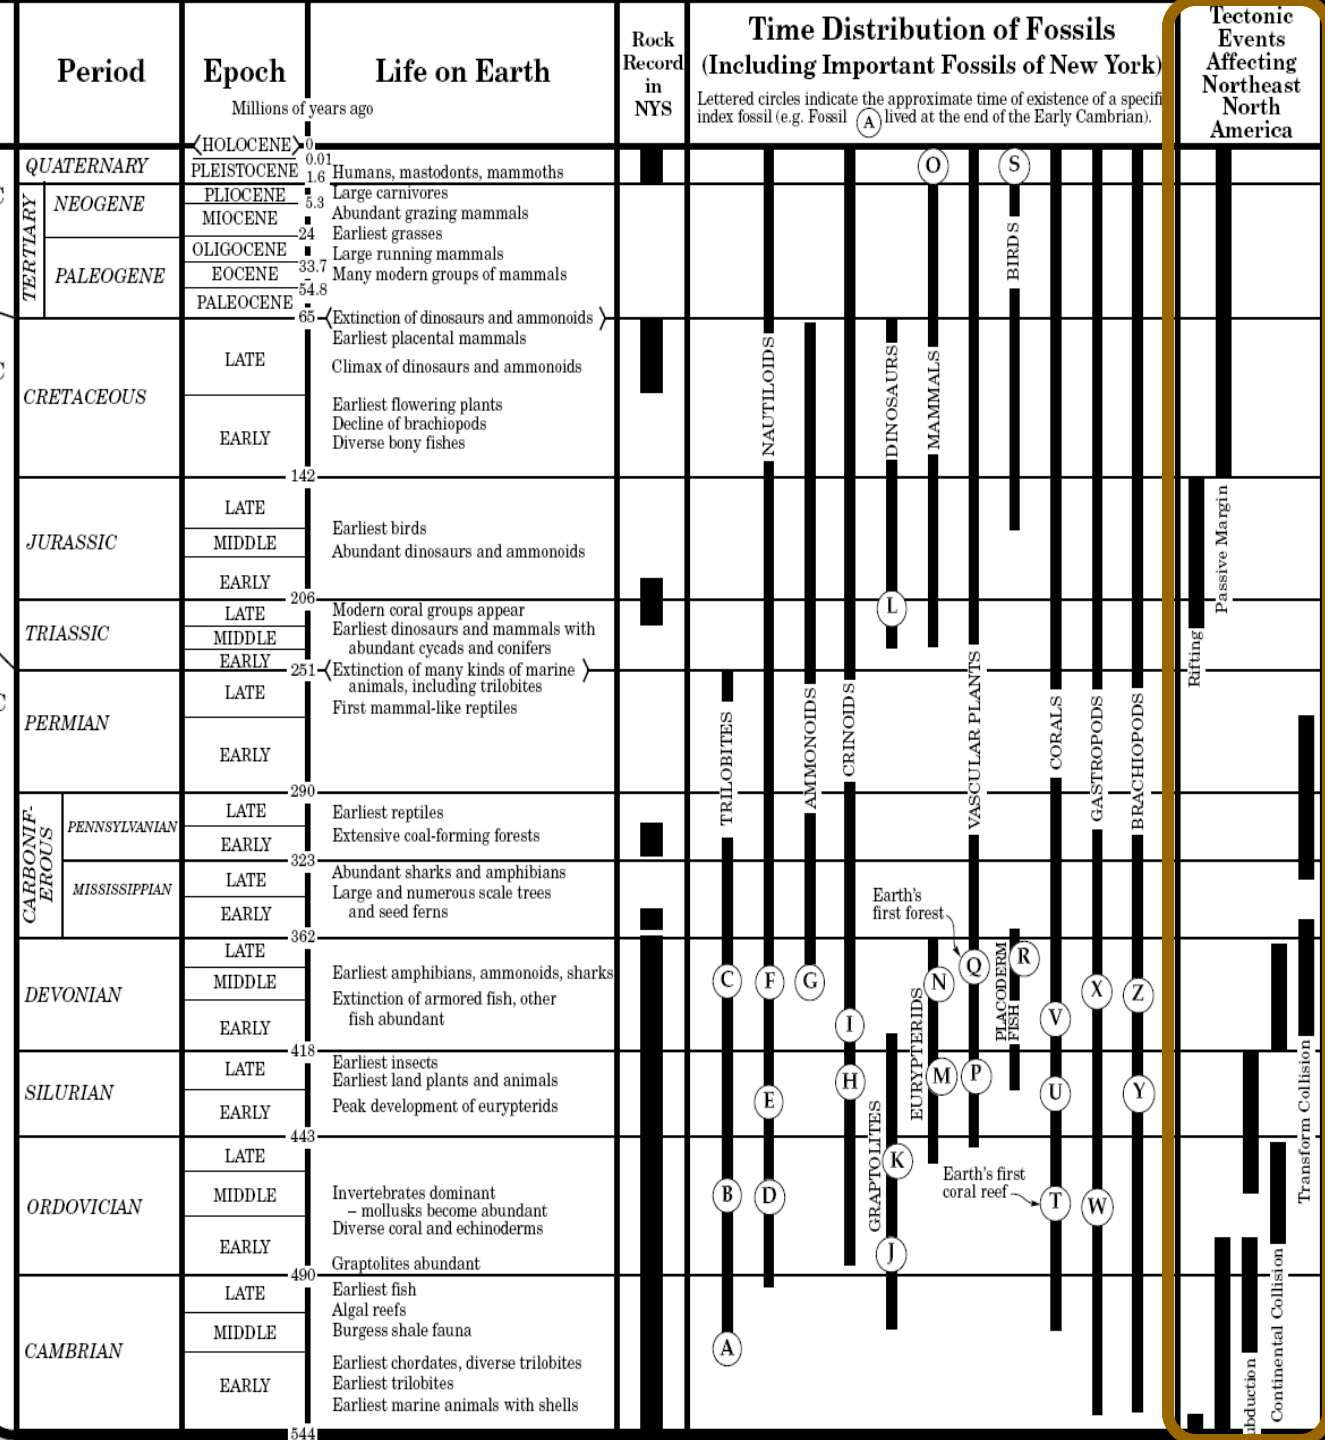 Period
Epoch
Life on Earth
Rock
Record
in
NYS
Time Distribution of Fossils
(Including Important Fossils of New York)
Lettered circles indicate the approximate time of existence of a specifi
index fossil (e.g. Fossil A lived at the end of the Early Cambrian).
Tectonic
Events
Affecting
Northeast
North
America
Millions of years ago
HOLOCENE 0
0.01
QUATERNARY
PLEISTOCENE
1.6
Humans, mastodonts, mammoths
TERTIARY
NEOGENE
PLIOCENE
5.3
Large carnivores
MIOCENE
Abundant grazing mammals
24
Earliest grasses
PALEOGENE
OLIGOCENE
33.7
Large running mammals
EOCENE
54.8
Many modern groups of mammals
PALEOCENE
65
Extinction of dinosaurs and ammonoids
CRETACEOUS
LATE
Earliest placental mammals
Climax of dinosaurs and ammonoids
EARLY
Earliest flowering plants
Decline of brachiopods
Diverse bony fishes
142
JURASSIC
LATE
MIDDLE
EARLY
Earliest birds
Abundant dinosaurs and ammonoids
206
TRIASSIC
LATE
MIDDLE
EARLY
Modern coral groups appear
Earliest dinosaurs and mammals with
abundant cycads and conifers
251
Extinction of many kinds of marine
animals, including trilobites
PERMIAN
LATE
EARLY
First mammal-like reptiles
290
CARBONIF-
EROUS
PENNSYLVANIAN
LATE
EARLY
Earliest reptiles
Extensive coal-forming forests
323
MISSISSIPPIAN
LATE
EARLY
Abundant sharks and amphibians
Large and numerous scale trees
and seed ferns
362
DEVONIAN
LATE
MIDDLE
EARLY
Earliest amphibians, ammonoids, sharks
Extinction of armored fish, other
fish abundant
418
SILURIAN
LATE
EARLY
Earliest insects
Earliest land plants and animals
Peak development of eurypterids
443
ORDOVICIAN
LATE
MIDDLE
EARLY
Invertebrates dominant
– mollusks become abundant
Diverse coral and echinoderms
Graptolites abundant
490
CAMBRIAN
LATE
MIDDLE
EARLY
Earliest fish
Algal reefs
Burgess shale fauna
Earliest chordates, diverse trilobites
Earliest trilobites
Earliest marine animals with shells
544
TRILOBITES
C
B
A
NAUTILOIDS
F
E
D
AMMONOIDS
G
CRINOIDS
I
H
DINOSAURS
L
GRAPTOLITES
K
J
O
MAMMALS
EURYPTERIDS
N
M
VASCULAR PLANTS
Earth's
first forest
Q
P
S
BIRDS
PLACODERM
FISH
R
CORALS
V
U
Earth's first
coral reef
T
GASTROPODS
X
W
BRACHIOPODS
Z
Y
Rifting
Passive Margin
bduction
Continental Collision
Transform Collision